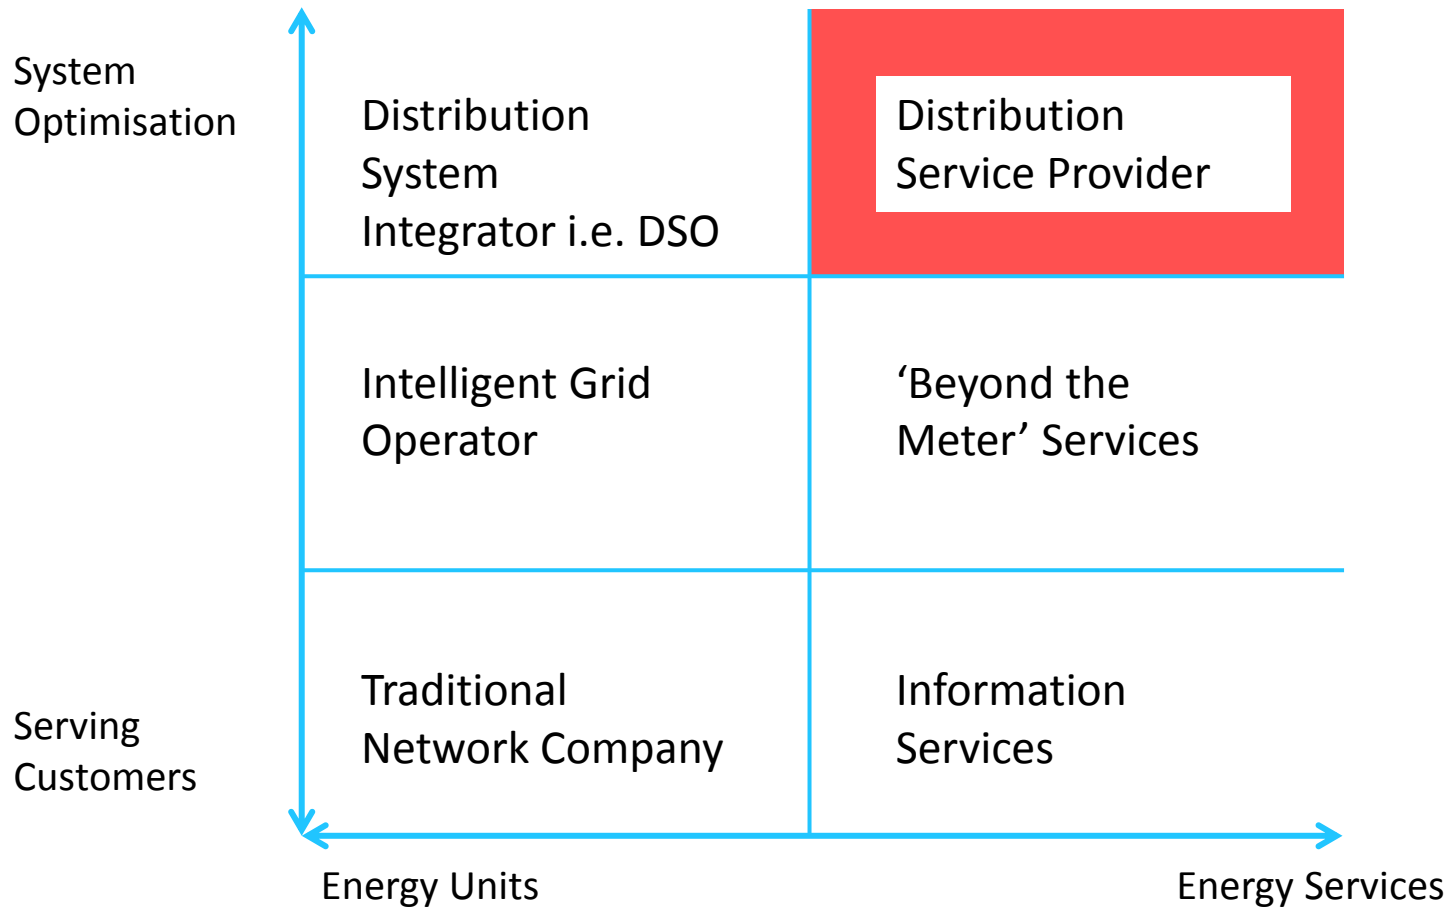 System
Optimisation
Distribution
System
Integrator i.e. DSO
Distribution
Service Provider
Intelligent Grid
Operator
‘Beyond the
Meter’ Services
Serving
Customers
Traditional
Network Company
Information
Services
Energy Units
Energy Services